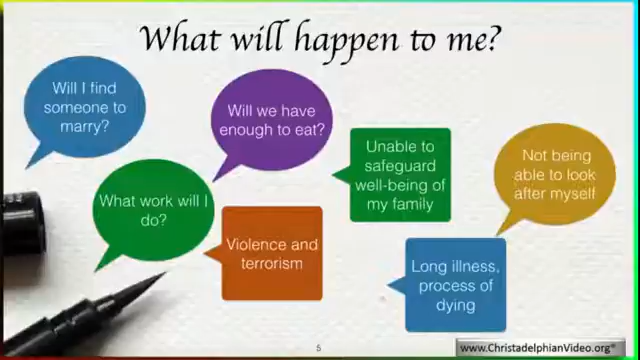 What will happen to me?
Will I find
someone to
marry?
Will we have
enough to eat?
Unable to
safeguard
well-being of
my family
Not being
able to look
after myself
What work will I
do?
Violence and
terrorism
Long illness,
process of
dying
5
www.ChristadelphianVideo.org®